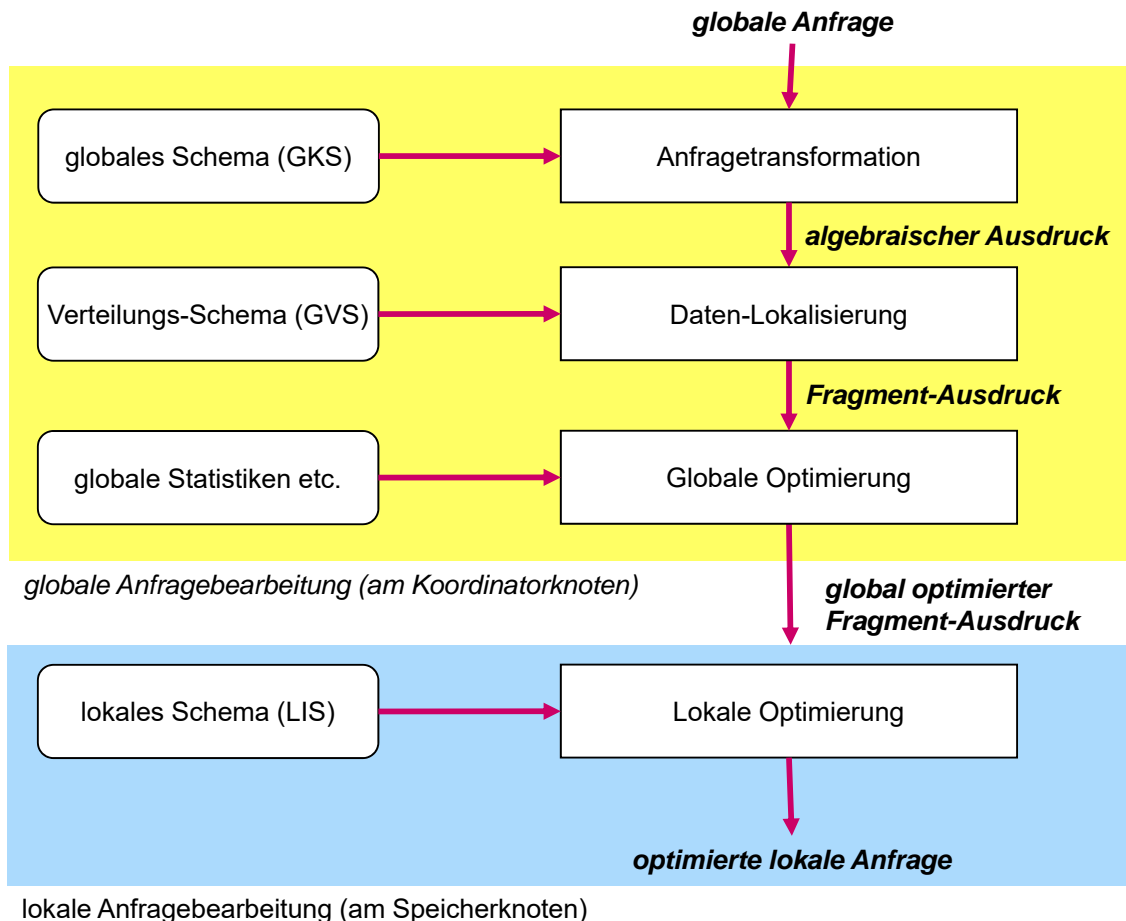 globale Anfrage
globales Schema (GKS)
Anfragetransformation
algebraischer Ausdruck
Verteilungs-Schema (GVS)
Daten-Lokalisierung
Fragment-Ausdruck
globale Statistiken etc.
Globale Optimierung
globale Anfragebearbeitung (am Koordinatorknoten)
global optimierter
Fragment-Ausdruck
lokales Schema (LIS)
Lokale Optimierung
optimierte lokale Anfrage
lokale Anfragebearbeitung (am Speicherknoten)